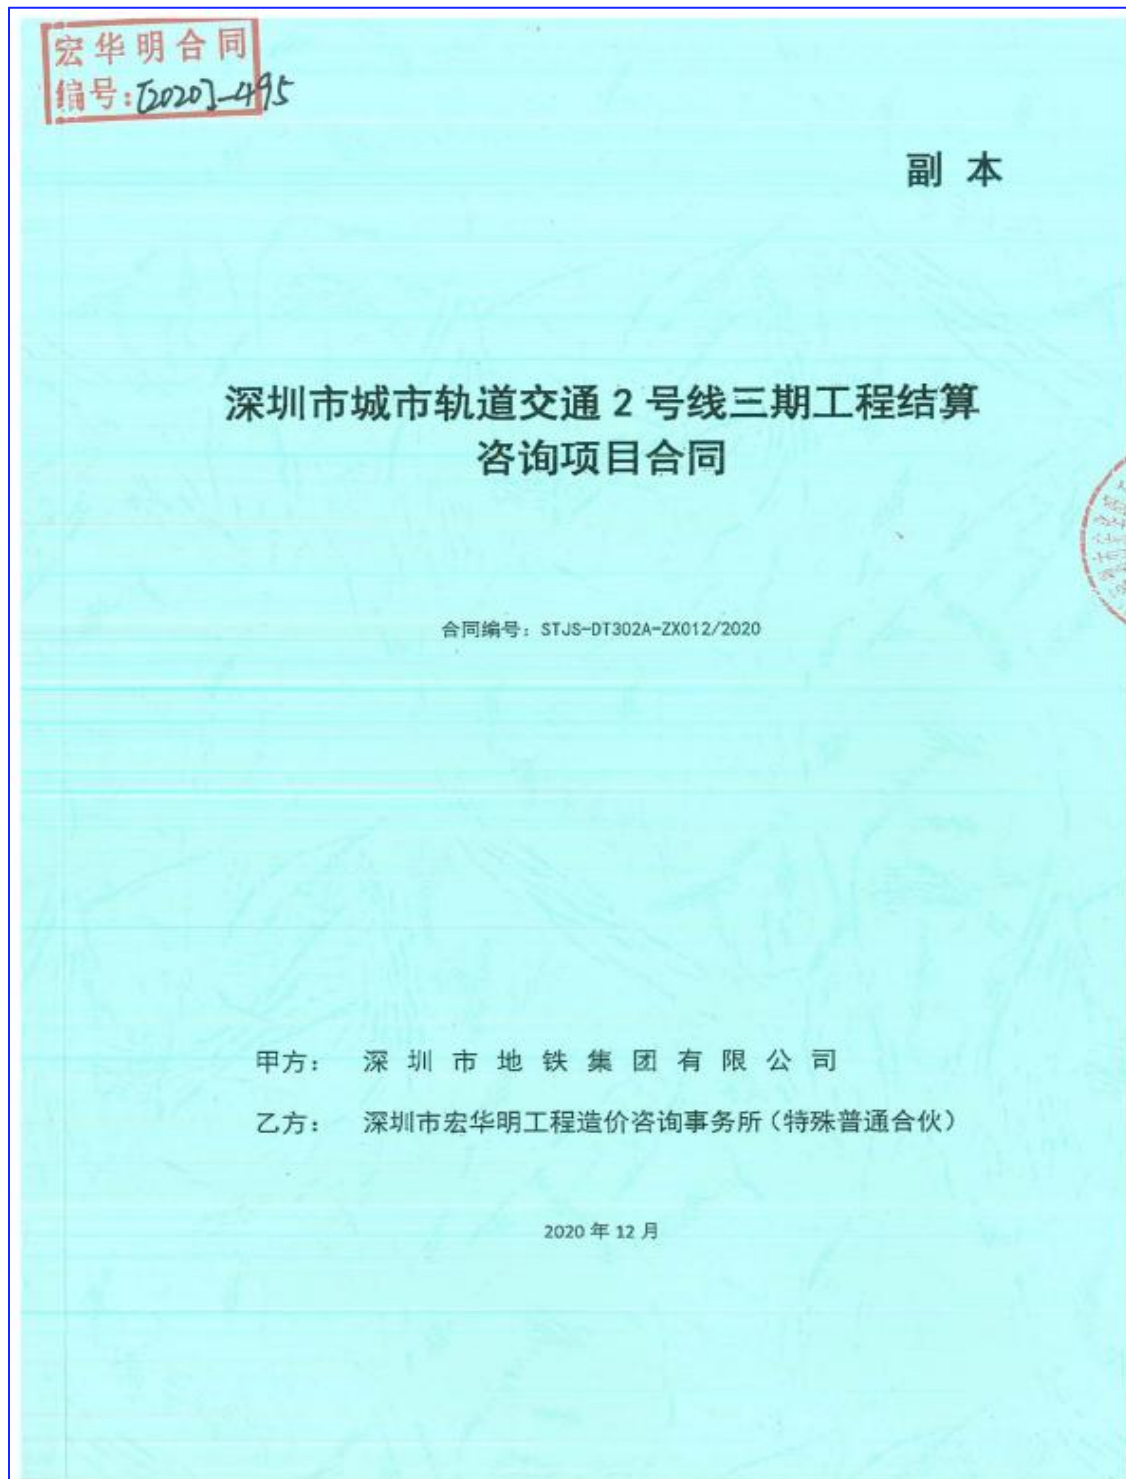 宏华明合同
编号:[2020]-495
副 本
深圳市城市轨道交通 2 号线三期工程结算
咨询项目合同
合同编号：STJS-DT302A-ZX012/2020
甲方： 深 圳 市 地 铁 集 团 有 限 公 司
乙方： 深圳市宏华明工程造价咨询事务所（特殊普通合伙）
2020 年 12 月